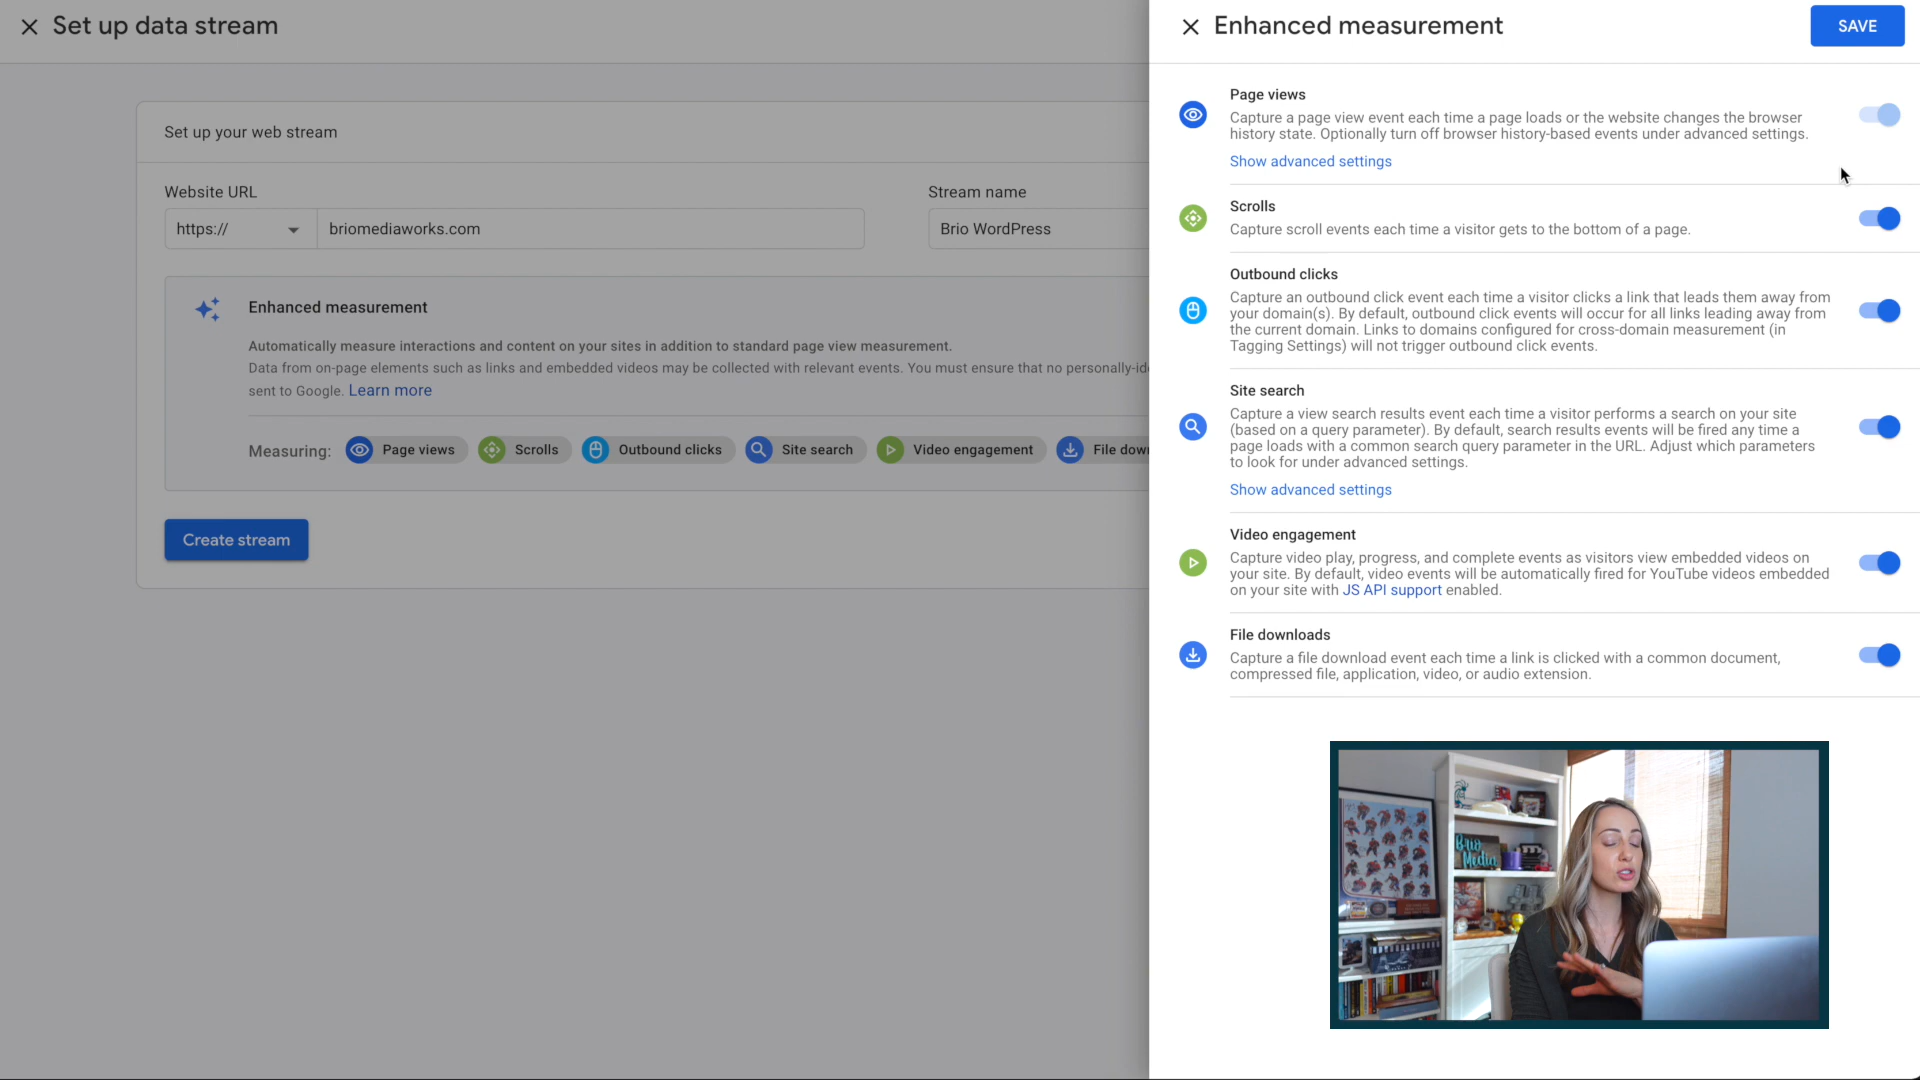 Set up data stream
Set up your web stream
Website URL
Stream name
https://
briomediaworks.com
Brio WordPress
Enhanced measurement
Automatically measure interactions and content on your sites in addition to standard page view measurement.
Data from on-page elements such as links and embedded videos may be collected with relevant events. You must ensure that no personally-id
sent to Google. Learn more
Measuring:
Page views
Scrolls
Outbound clicks
Site search
Video engagement
File dow
Create stream
Enhanced measurement
SAVE
Page views
Capture a page view event each time a page loads or the website changes the browser
history state. Optionally turn off browser history-based events under advanced settings.
Show advanced settings
Scrolls
Capture scroll events each time a visitor gets to the bottom of a page.
Outbound clicks
Capture an outbound click event each time a visitor clicks a link that leads them away from
your domain(s). By default, outbound click events will occur for all links leading away from
the current domain. Links to domains configured for cross-domain measurement (in
Tagging Settings) will not trigger outbound click events.
Site search
Capture a view search results event each time a visitor performs a search on your site
(based on a query parameter). By default, search results events will be fired any time a
page loads with a common search query parameter in the URL. Adjust which parameters
to look for under advanced settings.
Show advanced settings
Video engagement
Capture video play, progress, and complete events as visitors view embedded videos on
your site. By default, video events will be automatically fired for YouTube videos embedded
on your site with JS API support enabled.
File downloads
Capture a file download event each time a link is clicked with a common document,
compressed file, application, video, or audio extension.
Brio
Media